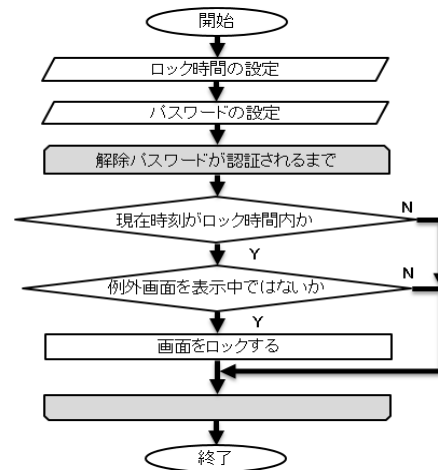 開始
ロック時間の設定
パスワードの設定
解除パスワードが認証されるまで
現在時刻がロック時間内か
N
Y
例外画面を表示中ではないか
N
Y
画面をロックする
終了